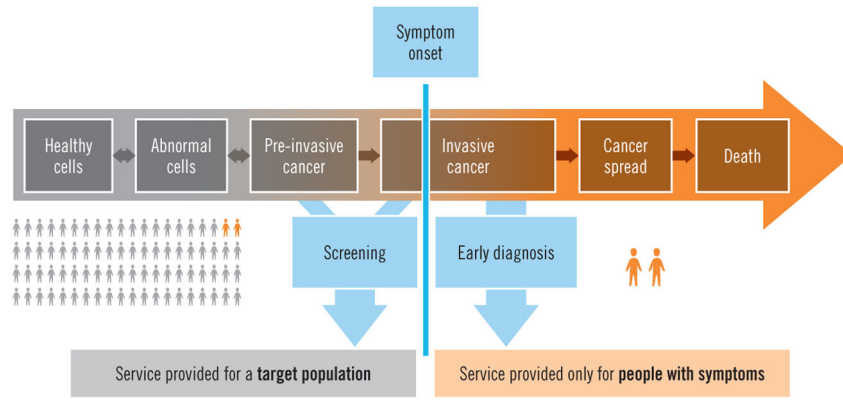 Symptom
onset
Healthy
cells
Abnormal
cells
Pre-invasive
cancer
Invasive
cancer
Cancer
spread
Death
Screening
Early diagnosis
Service provided for a target population
Service provided only for people with symptoms